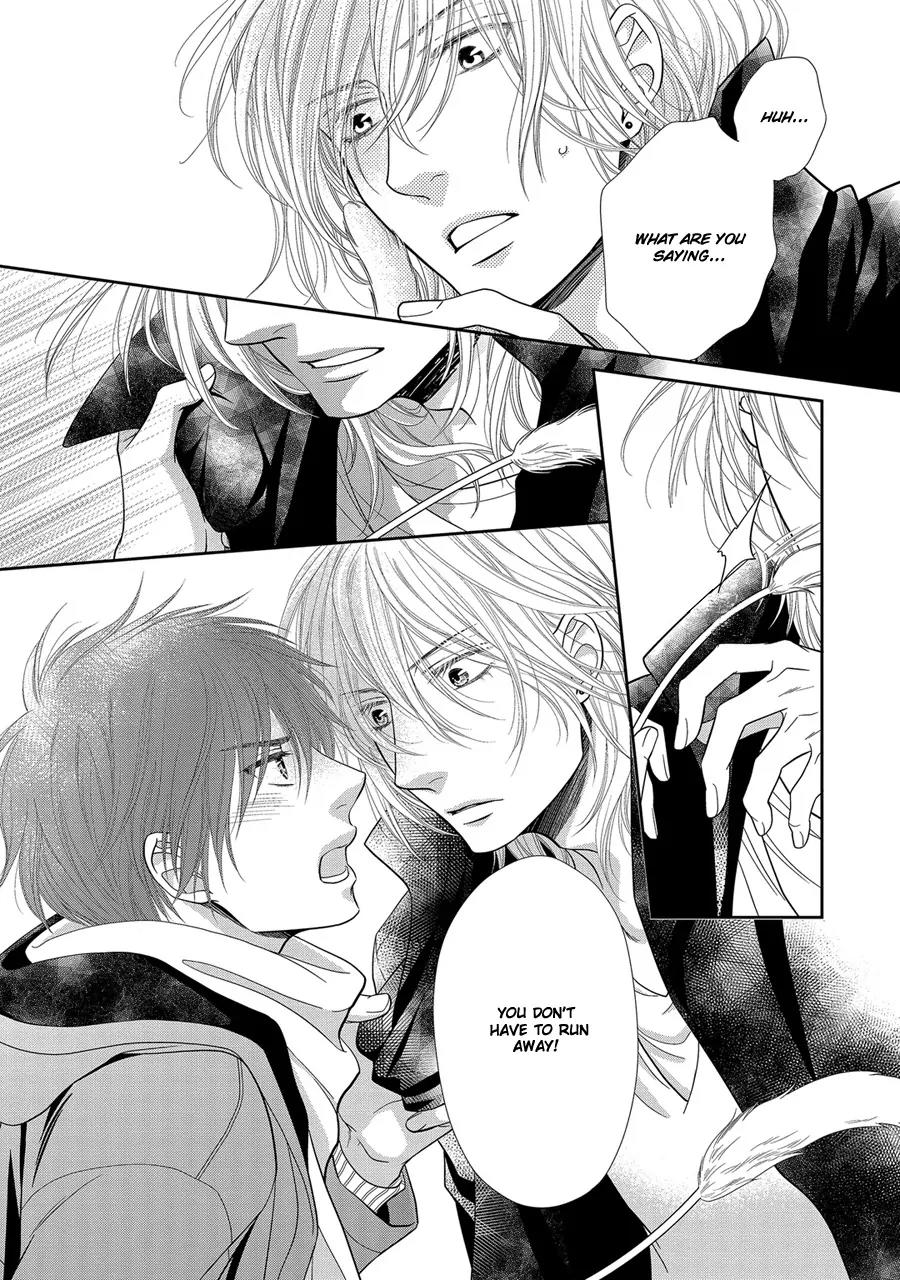 HUH...
WHAT ARE YOU
SAYING...
YOU DON'T
HAVE TO RUN
AWAY!